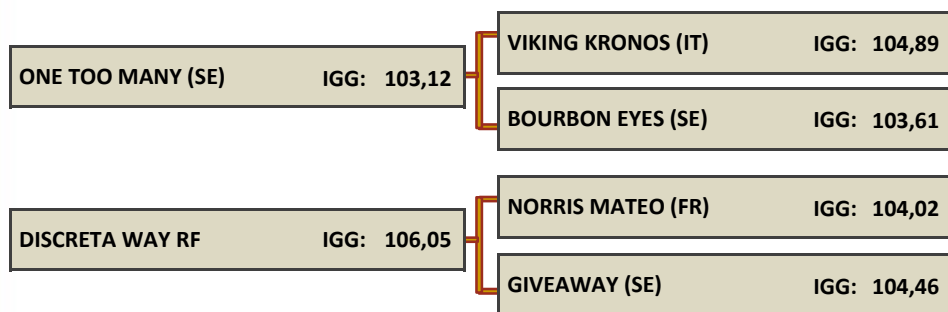 VIKING KRONOS (IT) IGG: 104,89
ONE TOO MANY (SE) IGG: 103,12
BOURBON EYES (SE) IGG: 103,61
NORRIS MATEO (FR) IGG: 104,02
DISCRETA WAY RF IGG: 106,05
GIVEAWAY (SE) IGG: 104,46